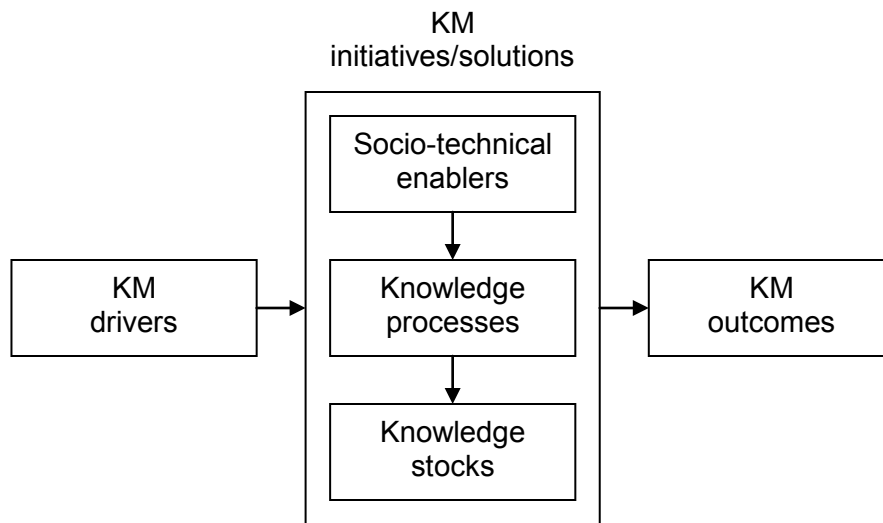 KM
initiatives/solutions
Socio-technical
enablers
KM
drivers
Knowledge
processes
KM
outcomes
Knowledge
stocks